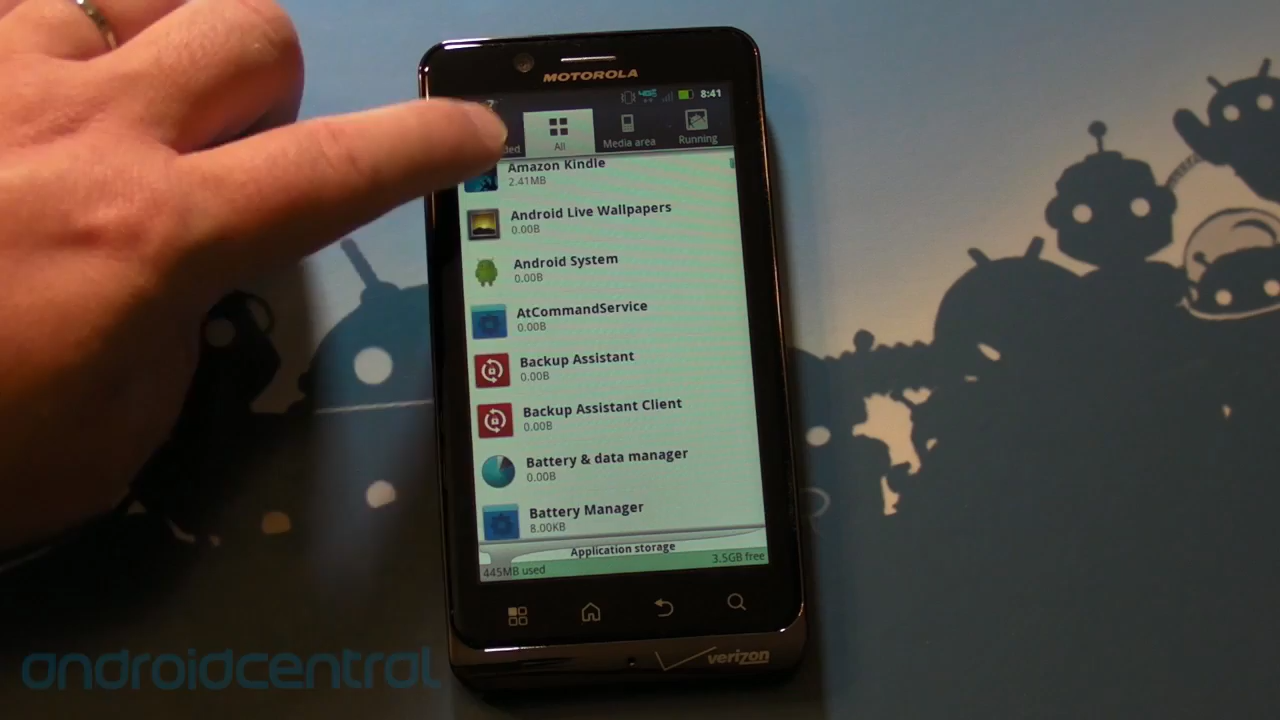 MOTOROLA
4G 8:41
All Media area Running
Amazon Kindle
2.41MB
Android Live Wallpapers
0.00B
Android System
0.00B
AtCommandService
0.00B
Backup Assistant
0.00B
Backup Assistant Client
0.00B
Battery & data manager
0.00B
Battery Manager
8.00KB
Application storage
445MB used 3.5GB free
verizon
androidcentral